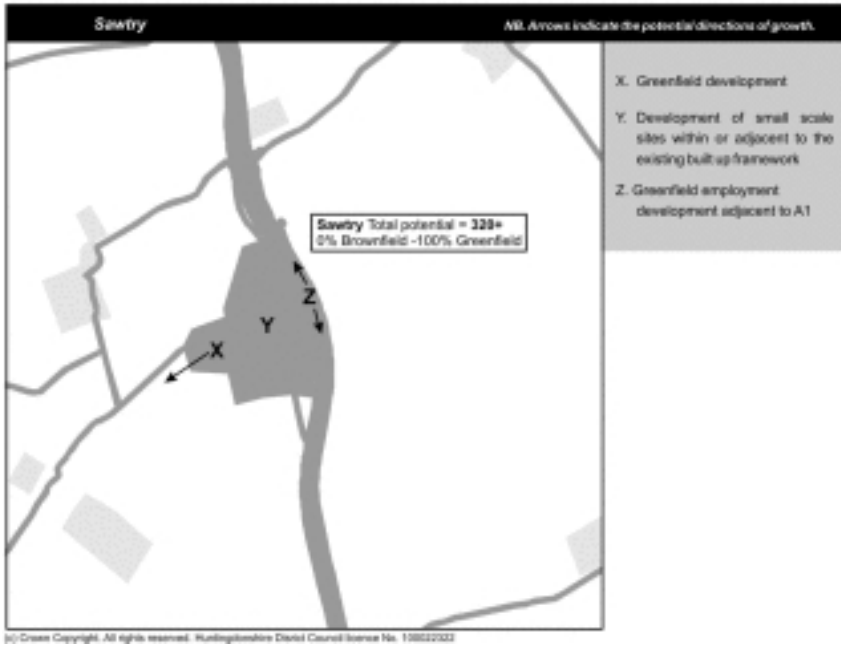 Sawtry
NB. Arrows indicate the potential directions of growth.
X. Greenfield development
Y. Development of small scale
sites within or adjacent to the
existing built up framework
Z. Greenfield employment
development adjacent to A1
Sawtry Total potential = 320+
0% Brownfield -100% Greenfield
Z
Y
X
(c) Crown Copyright. All rights reserved. Huntingdonshire District Council licence No. 100022322